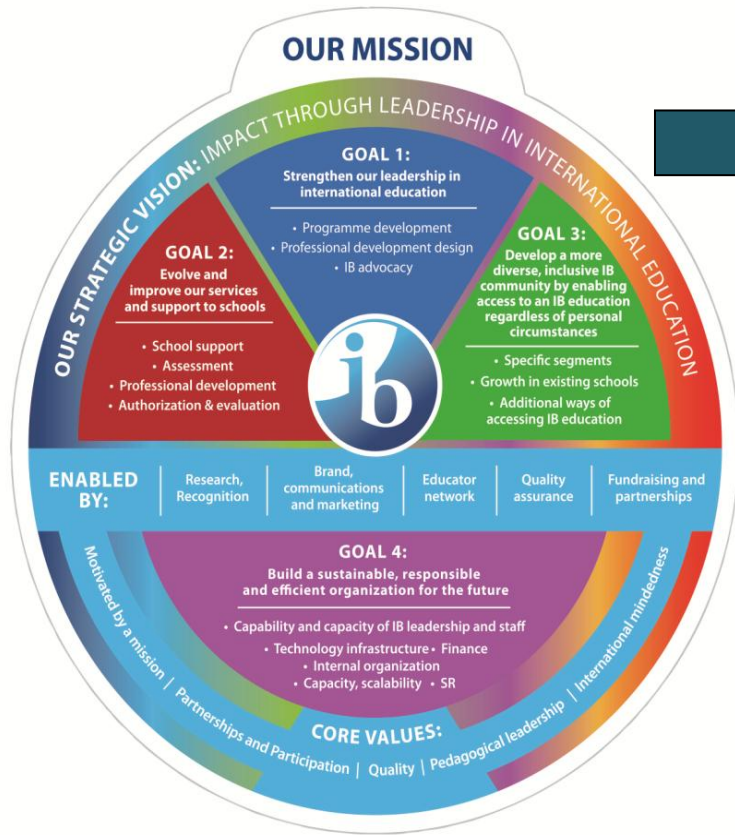 OUR MISSION
OUR STRATEGIC VISION: IMPACT THROUGH LEADERSHIP IN INTERNATIONAL EDUCATION
GOAL 1:
Strengthen our leadership in
international education
• Programme development
• Professional development design
• IB advocacy
GOAL 2:
Evolve and
improve our services
and support to schools
• School support
• Assessment
• Professional development
• Authorization & evaluation
GOAL 3:
Develop a more
diverse, inclusive IB
community by enabling
access to an IB education
regardless of personal
circumstances
• Specific segments
• Growth in existing schools
• Additional ways of
accessing IB education
ib
ENABLED
BY:
Research,
Recognition
Brand,
communications
and marketing
Educator
network
Quality
assurance
Fundraising and
partnerships
GOAL 4:
Build a sustainable, responsible
and efficient organization for the future
• Capability and capacity of IB leadership and staff
• Technology infrastructure • Finance
• Internal organization
• Capacity, scalability • SR
CORE VALUES:
Motivated by a mission | Partnerships and Participation | Quality | Pedagogical leadership | International mindedness